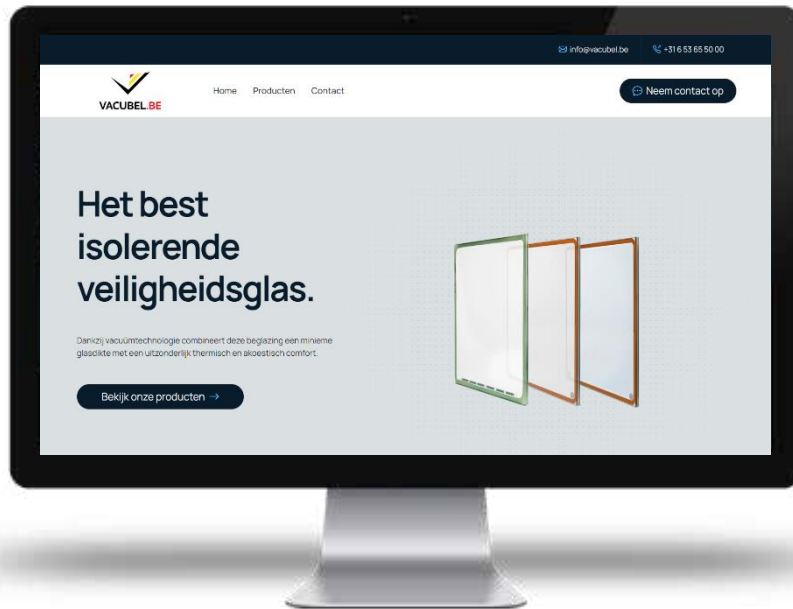 info@vacubel.be
+31 6 53 65 50 00
VACUBEL.BE
Home Producten Contact
Neem contact op
Het best
isolerende
veiligheidsglas.
Dankzij vacuümtechnologie combineert deze beglazing een minieme
glasdikte met een uitzonderlijk thermisch en akoestisch comfort.
Bekijk onze producten →